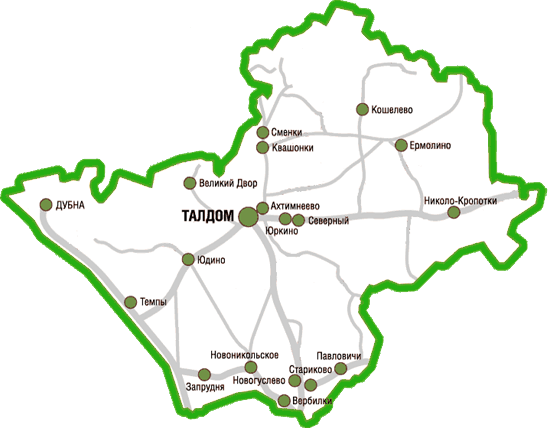 Кошелево
Сменки
Квашонки
Ермолино
Великий Двор
ДУБНА
Ахтимнеево
Николо-Кропотки
ТАЛДОМ
Северный
Юркино
Юдино
Темпы
Новоникольское
Павловичи
Стариково
Новогуслево
Запрудня
Вербилки